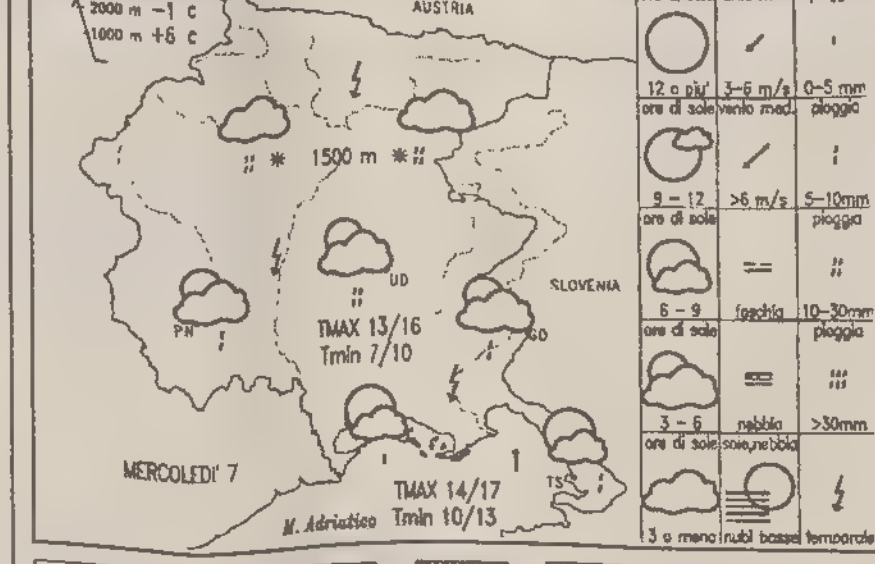 2000 m -1 c
1000 m +6 c
AUSTRIA
1500 m
UD
SLOVENIA
PN
GO
TMAX 13/16
Tmin 7/10
MERCOLEDI' 7
TS
TMAX 14/17
M. Adriatico Tmin 10/13
12 o piu' 3-6 m/s 0-5 mm
ore di sole vento med. pioggia
9 - 12 >6 m/s 5-10mm
ore di sole pioggia
6 - 9 foschia 10-30mm
ore di sole pioggia
3 - 6 nebbia >30mm
ore di sole sole,nebbia
3 o meno nubi basse temporale